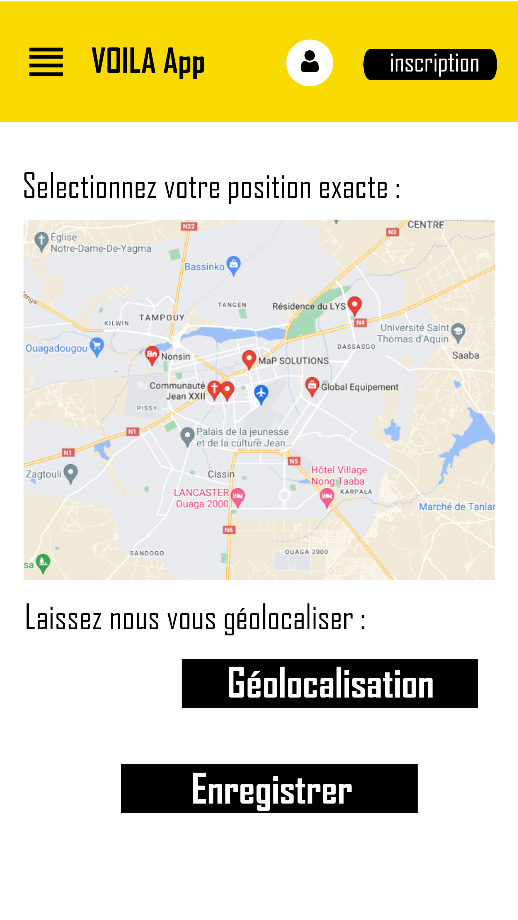 VOILA App
inscription
Selectionnez votre position exacte :
N22
N3
CENTRE
Église
Notre-Dame-De-Yagma
Bassinko
TANGEN
Résidence du LYS
TAMPOUY
KILWIN
N4
Université Saint
Thomas d'Aquin
Ouagadougou
Nonsin
DASSASGO
Saaba
MaP SOLUTIONS
Communauté
Jean XXII
Global Equipement
PISSY
N1
Palais de la jeunesse
et de la culture Jean...
N1
N5
Zagtouli
Cissin
Hôtel Village
Nong Taaba
LANCASTER
Ouaga 2000
KARPALA
Marché de Tanlar
N6
SANDOGO
OUAGA 2000
sa
Laissez nous vous géolocaliser :
Géolocalisation
Enregistrer